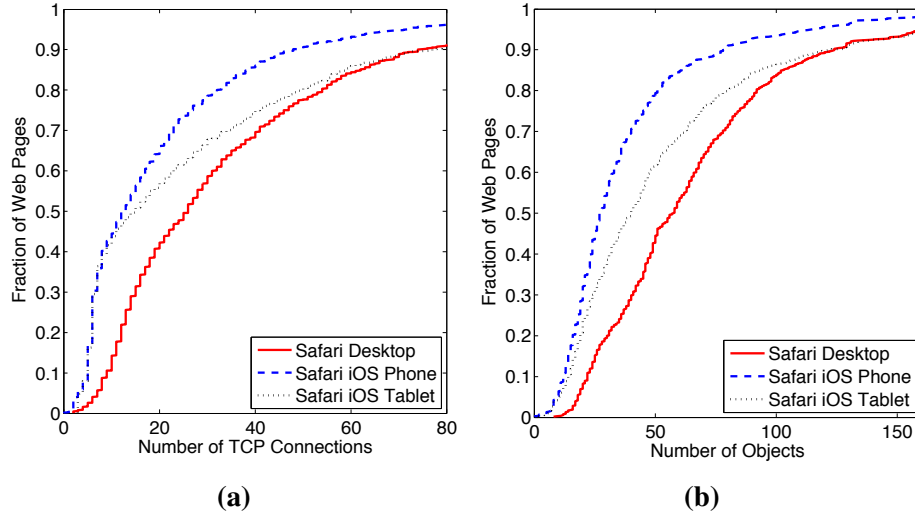 1
0.9
0.8
0.7
0.6
0.5
0.4
0.3
0.2
0.1
0
Fraction of Web Pages
Safari Desktop
Safari iOS Phone
Safari iOS Tablet
0 20 40 60 80
Number of TCP Connections
(a)
1
0.9
0.8
0.7
0.6
0.5
0.4
0.3
0.2
0.1
0
Fraction of Web Pages
Safari Desktop
Safari iOS Phone
Safari iOS Tablet
0 50 100 150
Number of Objects
(b)